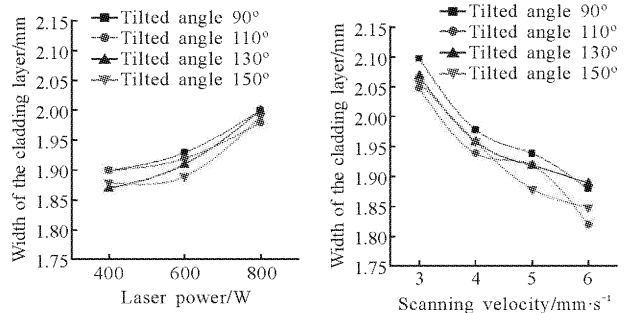 Width of the cladding layer/mm
2.15
2.10
2.05
2.00
1.95
1.90
1.85
1.80
1.75
Tilted angle 90°
Tilted angle 110°
Tilted angle 130°
Tilted angle 150°
400 600 800
Laser power/W
Width of the cladding layer/mm
2.15
2.10
2.05
2.00
1.95
1.90
1.85
1.80
1.75
Tilted angle 90°
Tilted angle 110°
Tilted angle 130°
Tilted angle 150°
3 4 5 6
Scanning velocity/mm·s⁻¹